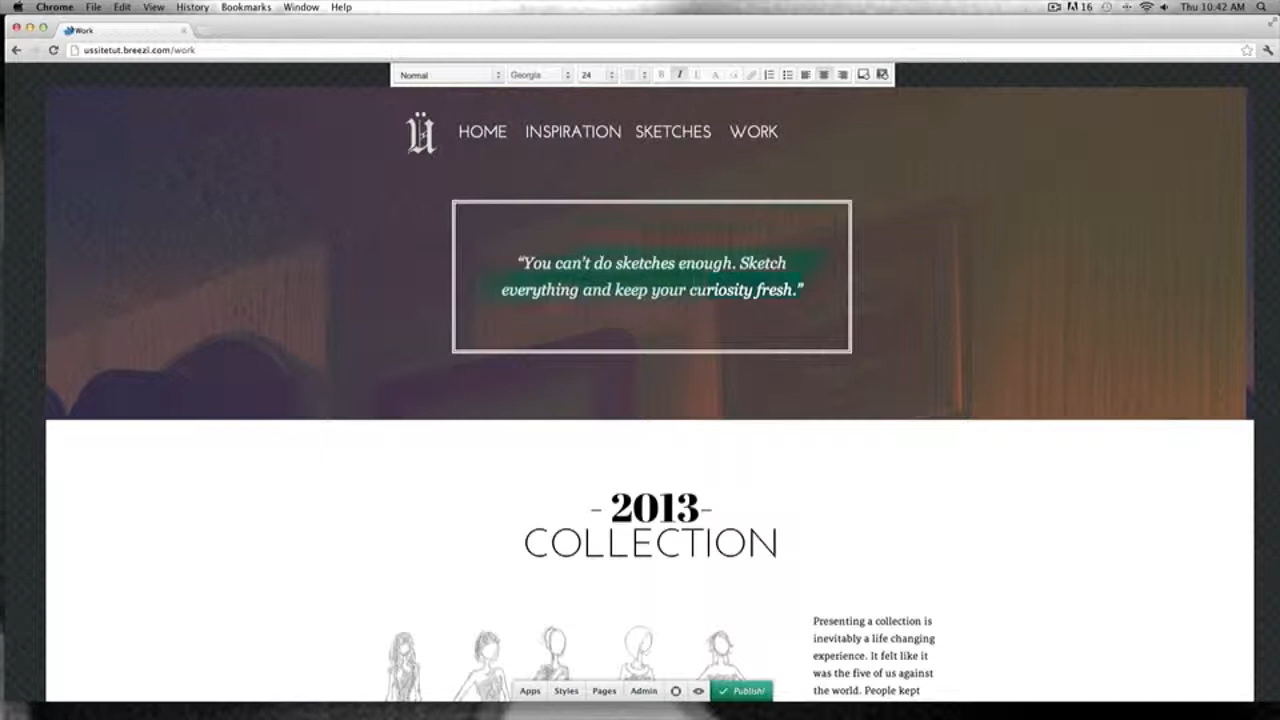 Chrome File Edit View History Bookmarks Window Help 16 Thu 10:42 AM
Work
ussitetut.breezi.com/work
Normal Georgia 24 B I U A
Ü HOME INSPIRATION SKETCHES WORK
“You can't do sketches enough. Sketch
everything and keep your curiosity fresh.”
- 2013-
COLLECTION
Presenting a collection is
inevitably a life changing
experience. It felt like it
was the five of us against
the world. People kept
Apps Styles Pages Admin Publish!